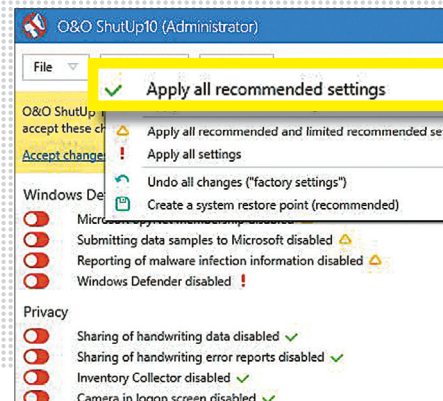 O&O ShutUp10 (Administrator)
File
Apply all recommended settings
O&O ShutUp
accept these ch
Apply all recommended and limited recommended se
Accept change
Apply all settings
Undo all changes ("factory settings")
Windows De
Create a system restore point (recommended)
Submitting data samples to Microsoft disabled
Reporting of malware infection information disabled
Windows Defender disabled
Privacy
Sharing of handwriting data disabled
Sharing of handwriting error reports disabled
Inventory Collector disabled
Camera in logon screen disabled